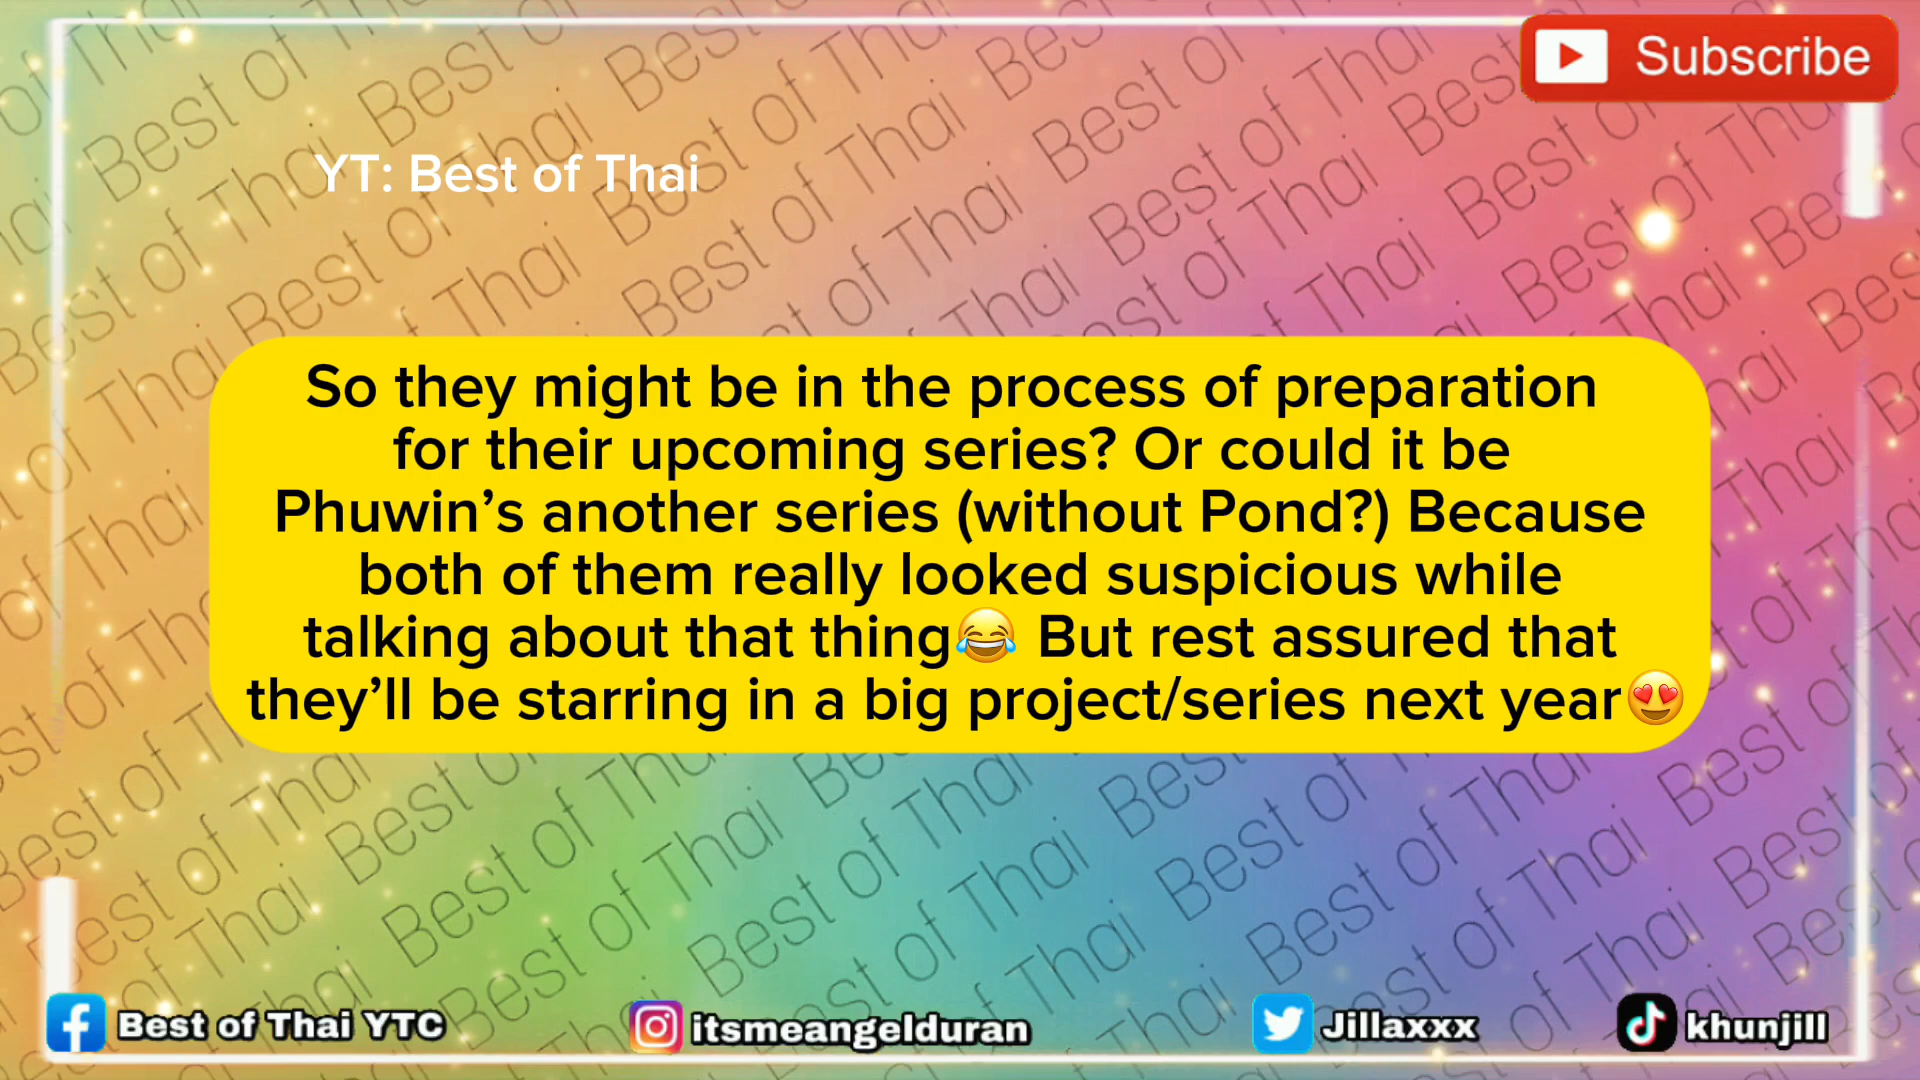 Subscribe
YT: Best of Thai
So they might be in the process of preparation
for their upcoming series? Or could it be
Phuwin’s another series (without Pond?) Because
both of them really looked suspicious while
talking about that thing😂 But rest assured that
they’ll be starring in a big project/series next year😍
Best of Thai YTC
itsmeangelduran
Jillaxxx
khunjill
Best of Thai